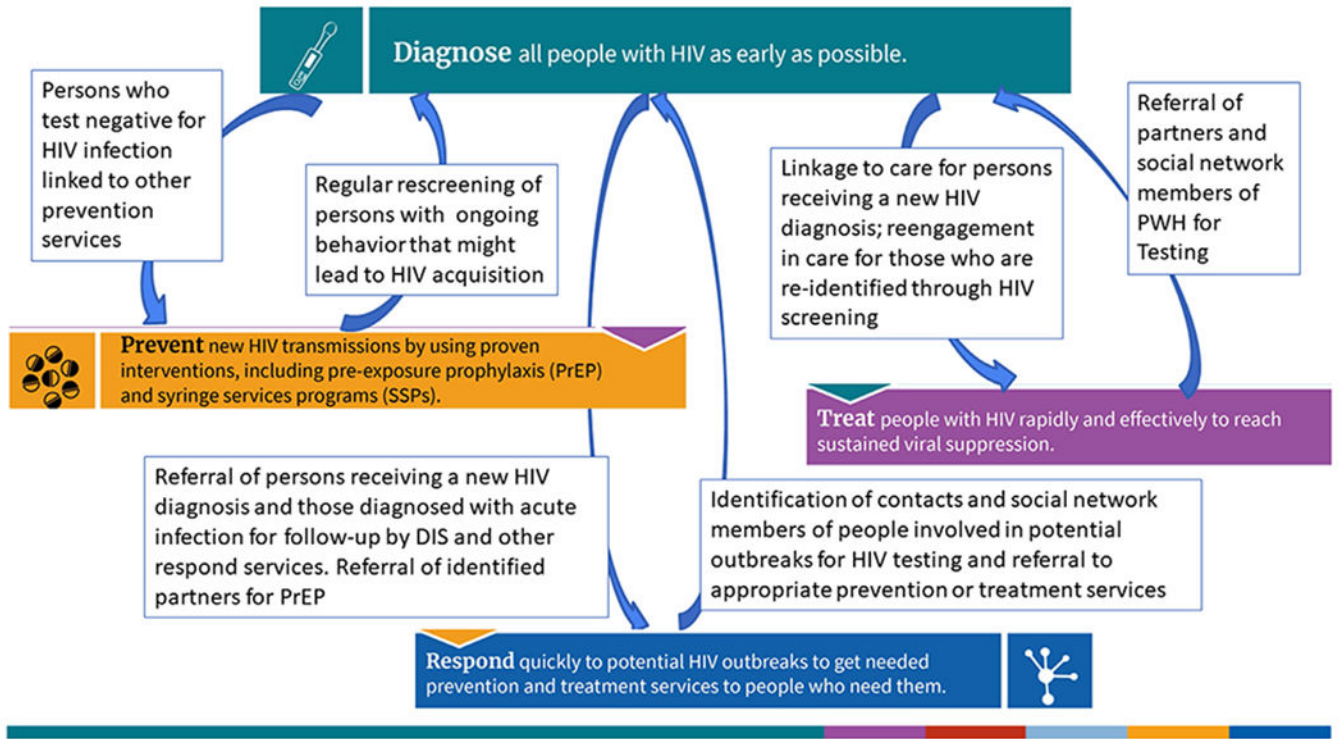 Diagnose all people with HIV as early as possible.
Persons who
test negative for
HIV infection
linked to other
prevention
services
Regular rescreening of
persons with ongoing
behavior that might
lead to HIV acquisition
Linkage to care for persons
receiving a new HIV
diagnosis; reengagement
in care for those who are
re-identified through HIV
screening
Referral of
partners and
social network
members of
PWH for
Testing
Prevent new HIV transmissions by using proven
interventions, including pre-exposure prophylaxis (PrEP)
and syringe services programs (SSPs).
Treat people with HIV rapidly and effectively to reach
sustained viral suppression.
Referral of persons receiving a new HIV
diagnosis and those diagnosed with acute
infection for follow-up by DIS and other
respond services. Referral of identified
partners for PrEP
Identification of contacts and social network
members of people involved in potential
outbreaks for HIV testing and referral to
appropriate prevention or treatment services
Respond quickly to potential HIV outbreaks to get needed
prevention and treatment services to people who need them.